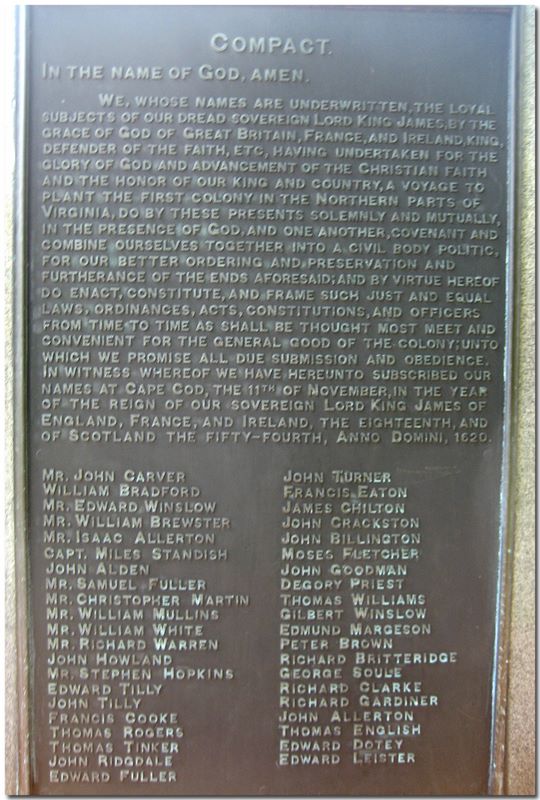 COMPACT.
IN THE NAME OF GOD, AMEN.
WE, WHOSE NAMES ARE UNDERWRITTEN, THE LOYAL
SUBJECTS OF OUR DREAD SOVEREIGN LORD KING JAMES, BY THE
GRACE OF GOD OF GREAT BRITAIN, FRANCE, AND IRELAND, KING,
DEFENDER OF THE FAITH, ETC, HAVING UNDERTAKEN FOR THE
GLORY OF GOD AND ADVANCEMENT OF THE CHRISTIAN FAITH
AND THE HONOR OF OUR KING AND COUNTRY, A VOYAGE TO
PLANT THE FIRST COLONY IN THE NORTHERN PARTS OF
VIRGINIA, DO BY THESE PRESENTS SOLEMNLY AND MUTUALLY,
IN THE PRESENCE OF GOD, AND ONE ANOTHER, COVENANT AND
COMBINE OURSELVES TOGETHER INTO A CIVIL BODY POLITIC,
FOR OUR BETTER ORDERING AND PRESERVATION AND
FURTHERANCE OF THE ENDS AFORESAID; AND BY VIRTUE HEREOF
DO ENACT, CONSTITUTE, AND FRAME SUCH JUST AND EQUAL
LAWS, ORDINANCES, ACTS, CONSTITUTIONS, AND OFFICERS
FROM TIME TO TIME AS SHALL BE THOUGHT MOST MEET AND
CONVENIENT FOR THE GENERAL GOOD OF THE COLONY; UNTO
WHICH WE PROMISE ALL DUE SUBMISSION AND OBEDIENCE.
IN WITNESS WHEREOF WE HAVE HEREUNTO SUBSCRIBED OUR
NAMES AT CAPE COD, THE 11TH OF NOVEMBER, IN THE YEAR
OF THE REIGN OF OUR SOVEREIGN LORD KING JAMES OF
ENGLAND, FRANCE, AND IRELAND, THE EIGHTEENTH, AND
OF SCOTLAND THE FIFTY-FOURTH, ANNO DOMINI, 1620.
MR. JOHN CARVER
WILLIAM BRADFORD
MR. EDWARD WINSLOW
MR. WILLIAM BREWSTER
MR. ISAAC ALLERTON
CAPT. MILES STANDISH
JOHN ALDEN
MR. SAMUEL FULLER
MR. CHRISTOPHER MARTIN
MR. WILLIAM MULLINS
MR. WILLIAM WHITE
MR. RICHARD WARREN
JOHN HOWLAND
MR. STEPHEN HOPKINS
EDWARD TILLY
JOHN TILLY
FRANCIS COOKE
THOMAS ROGERS
THOMAS TINKER
JOHN RIDGDALE
EDWARD FULLER
JOHN TURNER
FRANCIS EATON
JAMES CHILTON
JOHN CRACKSTON
JOHN BILLINGTON
MOSES FLETCHER
JOHN GOODMAN
DEGORY PRIEST
THOMAS WILLIAMS
GILBERT WINSLOW
EDMUND MARGESON
PETER BROWN
RICHARD BRITTERIDGE
GEORGE SOULE
RICHARD CLARKE
RICHARD GARDINER
JOHN ALLERTON
THOMAS ENGLISH
EDWARD DOTEY
EDWARD LEISTER